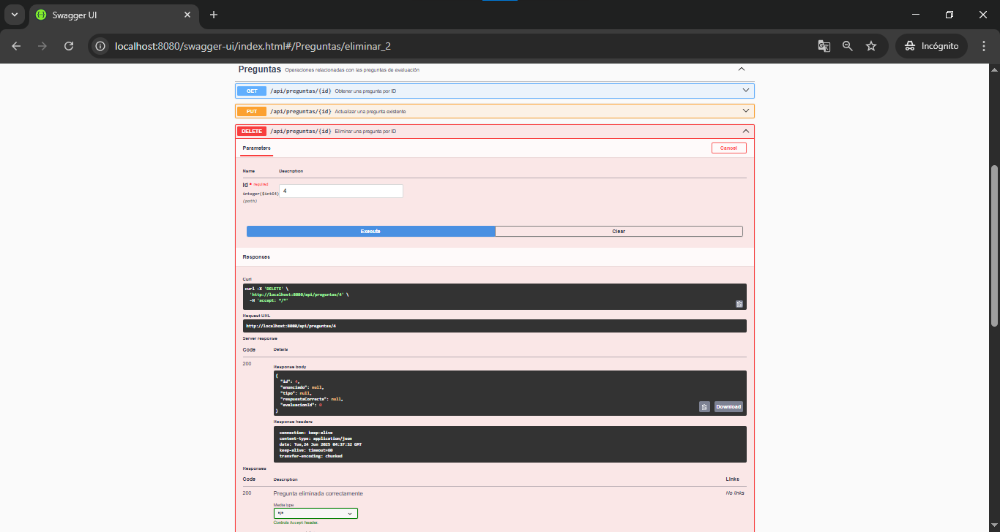 Swagger UI
localhost:8080/swagger-ui/index.html#/Preguntas/eliminar_2
Incógnito
Preguntas Operaciones relacionadas con las preguntas de evaluación
GET /api/preguntas/{id} Obtener una pregunta por ID
PUT /api/preguntas/{id} Actualizar una pregunta existente
DELETE /api/preguntas/{id} Eliminar una pregunta por ID
Parameters Cancel
Name Description
id * required
integer($int64)
(path)
4
Execute Clear
Responses
Curl
curl -X 'DELETE' \
'http://localhost:8080/api/preguntas/4' \
-H 'accept: */*'
Request URL
http://localhost:8080/api/preguntas/4
Server response
Code Details
200
Response body
{
"id": 4,
"enunciado": null,
"tipo": null,
"respuestaCorrecta": null,
"evaluacionId": 0
}
Download
Response headers
connection: keep-alive
content-type: application/json
date: Tue,24 Jun 2025 04:37:32 GMT
keep-alive: timeout=60
transfer-encoding: chunked
Responses
Code Description Links
200 Pregunta eliminada correctamente No links
Media type
*/*
Controls Accept header.